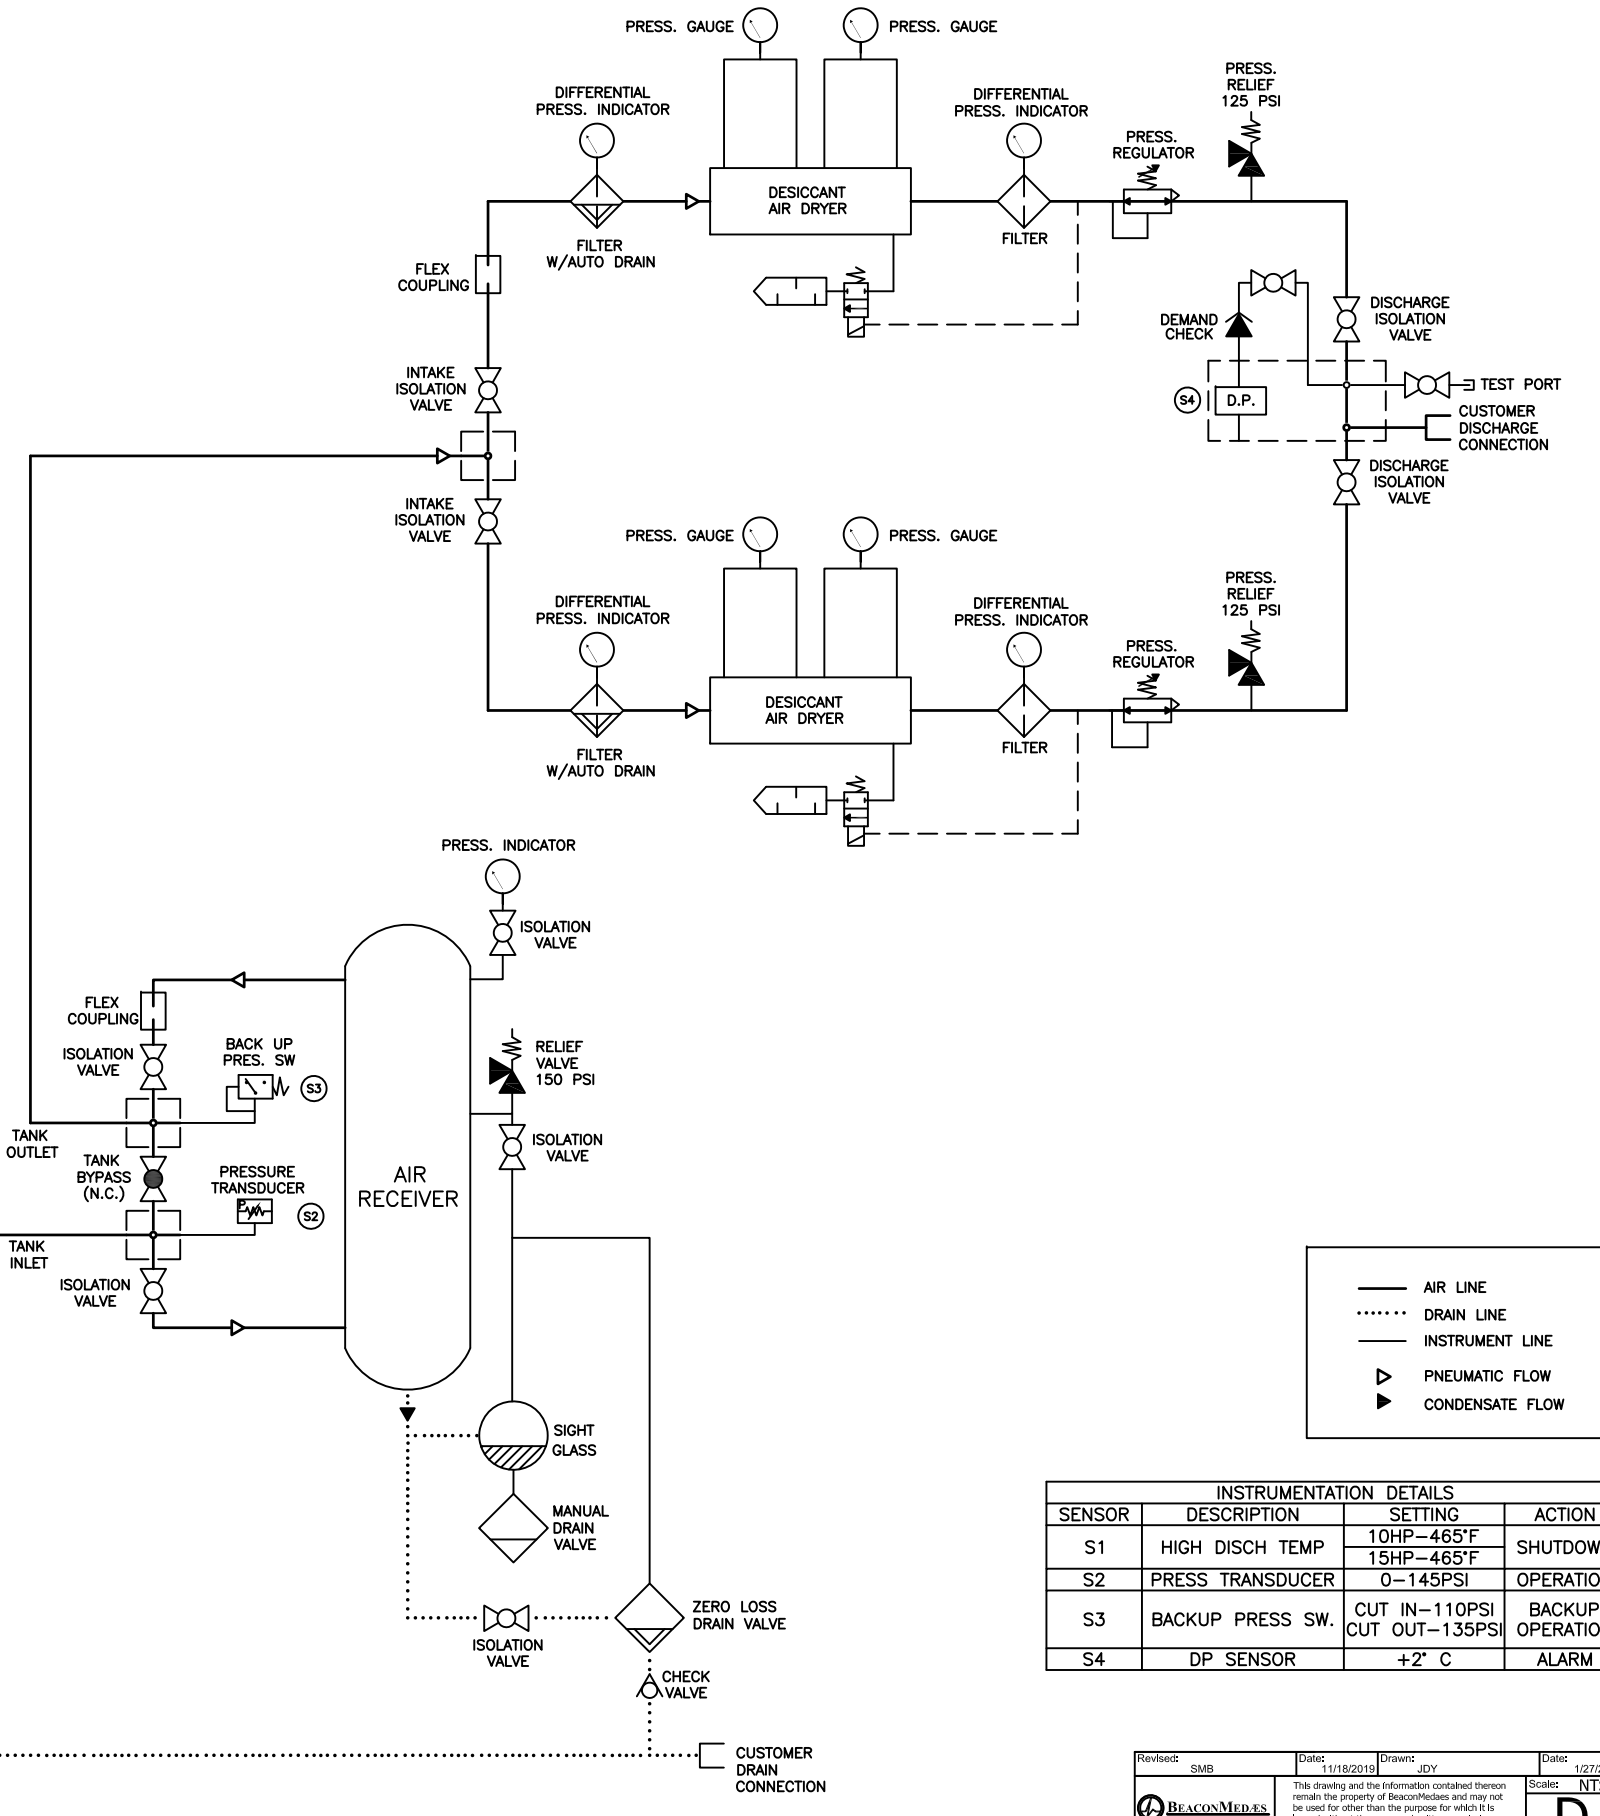 PRESS. GAUGE
PRESS. GAUGE
DIFFERENTIAL
PRESS. INDICATOR
DIFFERENTIAL
PRESS. INDICATOR
PRESS.
RELIEF
125 PSI
PRESS.
REGULATOR
DESICCANT
AIR DRYER
FILTER
W/AUTO DRAIN
FILTER
FLEX
COUPLING
DEMAND
CHECK
DISCHARGE
ISOLATION
VALVE
INTAKE
ISOLATION
VALVE
S4
D.P.
TEST PORT
CUSTOMER
DISCHARGE
CONNECTION
INTAKE
ISOLATION
VALVE
DISCHARGE
ISOLATION
VALVE
PRESS. GAUGE
PRESS. GAUGE
DIFFERENTIAL
PRESS. INDICATOR
DIFFERENTIAL
PRESS. INDICATOR
PRESS.
RELIEF
125 PSI
PRESS.
REGULATOR
DESICCANT
AIR DRYER
FILTER
W/AUTO DRAIN
FILTER
PRESS. INDICATOR
ISOLATION
VALVE
FLEX
COUPLING
ISOLATION
VALVE
BACK UP
PRES. SW
S3
RELIEF
VALVE
150 PSI
TANK
OUTLET
ISOLATION
VALVE
TANK
BYPASS
(N.C.)
PRESSURE
TRANSDUCER
P
S2
AIR
RECEIVER
TANK
INLET
ISOLATION
VALVE
AIR LINE
DRAIN LINE
INSTRUMENT LINE
PNEUMATIC FLOW
CONDENSATE FLOW
SIGHT
GLASS
MANUAL
DRAIN
VALVE
ZERO LOSS
DRAIN VALVE
ISOLATION
VALVE
CHECK
VALVE
CUSTOMER
DRAIN
CONNECTION
INSTRUMENTATION DETAILS
SENSOR DESCRIPTION SETTING ACTION
S1 HIGH DISCH TEMP 10HP-465°F 15HP-465°F SHUTDOW
S2 PRESS TRANSDUCER 0-145PSI OPERATIO
S3 BACKUP PRESS SW. CUT IN-110PSI CUT OUT-135PSI BACKUP OPERATIO
S4 DP SENSOR +2° C ALARM
Revised: SMB Date: 11/18/2019 Drawn: JDY Date: 1/27/
BEACONMEDÆS
This drawing and the information contained thereon
remain the property of BeaconMedaes and may not
be used for other than the purpose for which it is
Scale: NT